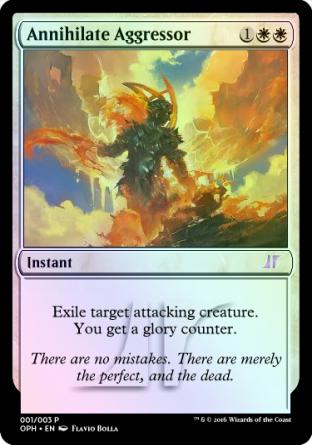 Annihilate Aggressor 1
Instant
Exile target attacking creature.
You get a glory counter.
There are no mistakes. There are merely
the perfect, and the dead.
001/003 P
OPH • EN Flavio Bolla ™ & © 2016 Wizards of the Coast